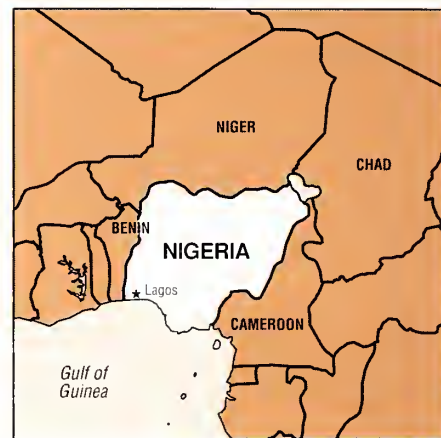 NIGER
CHAD
BENIN
NIGERIA
Lagos
CAMEROON
Gulf of
Guinea